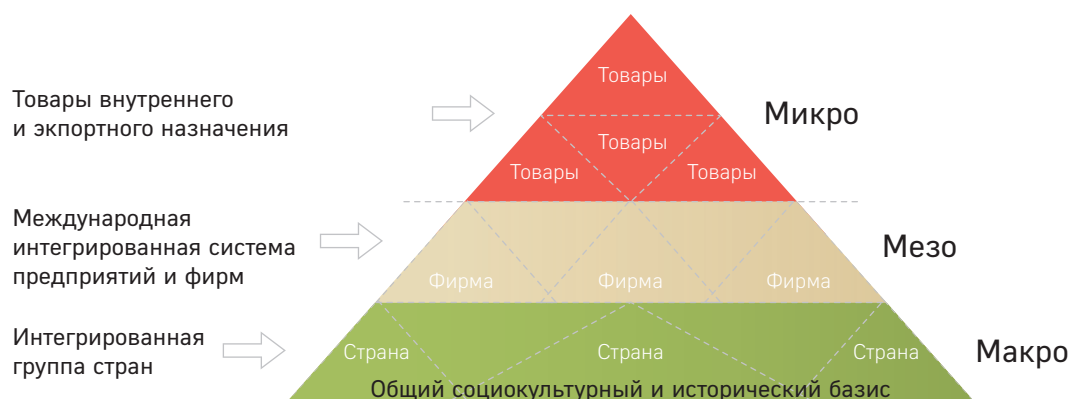 Товары
Товары внутреннего
и экпортного назначения
Микро
Товары
Товары
Товары
Международная
интегрированная система
предприятий и фирм
Мезо
Фирма
Фирма
Фирма
Интегрированная
группа стран
Страна
Страна
Страна
Макро
Общий социокультурный и исторический базис